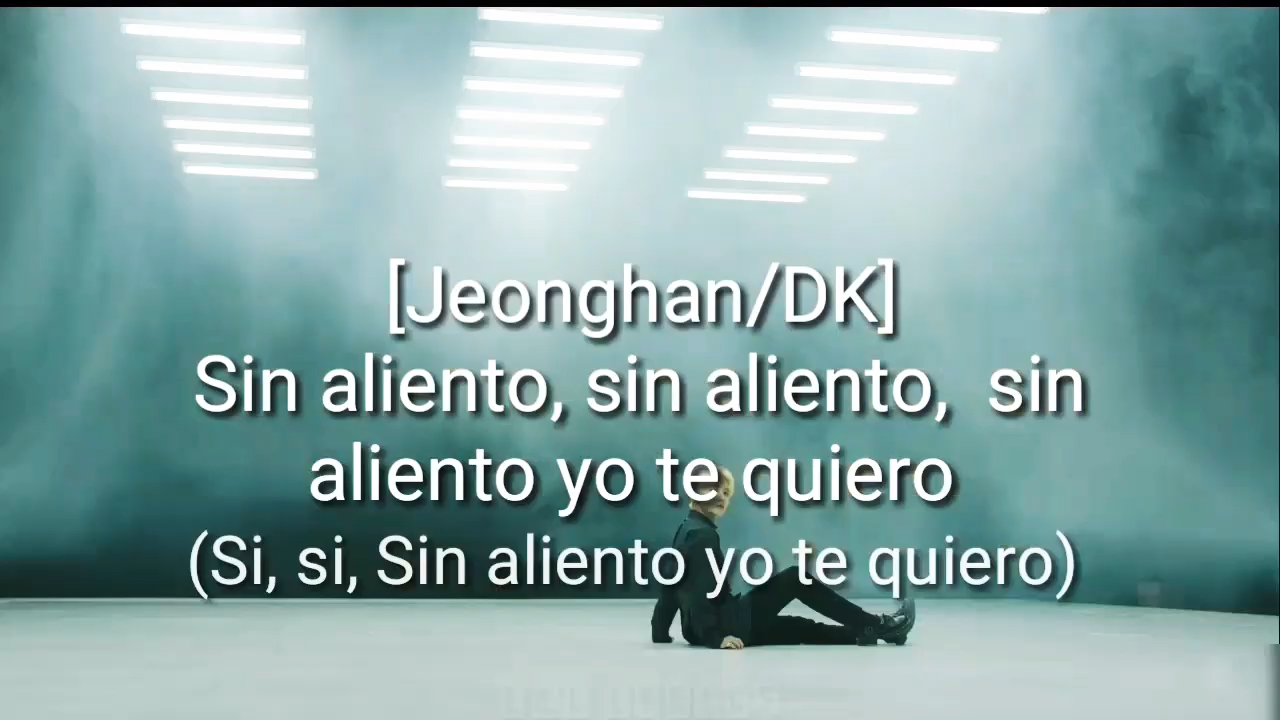 [Jeonghan/DK]
Sin aliento, sin aliento,  sin
aliento yo te quiero
(Si, si, Sin aliento yo te quiero)